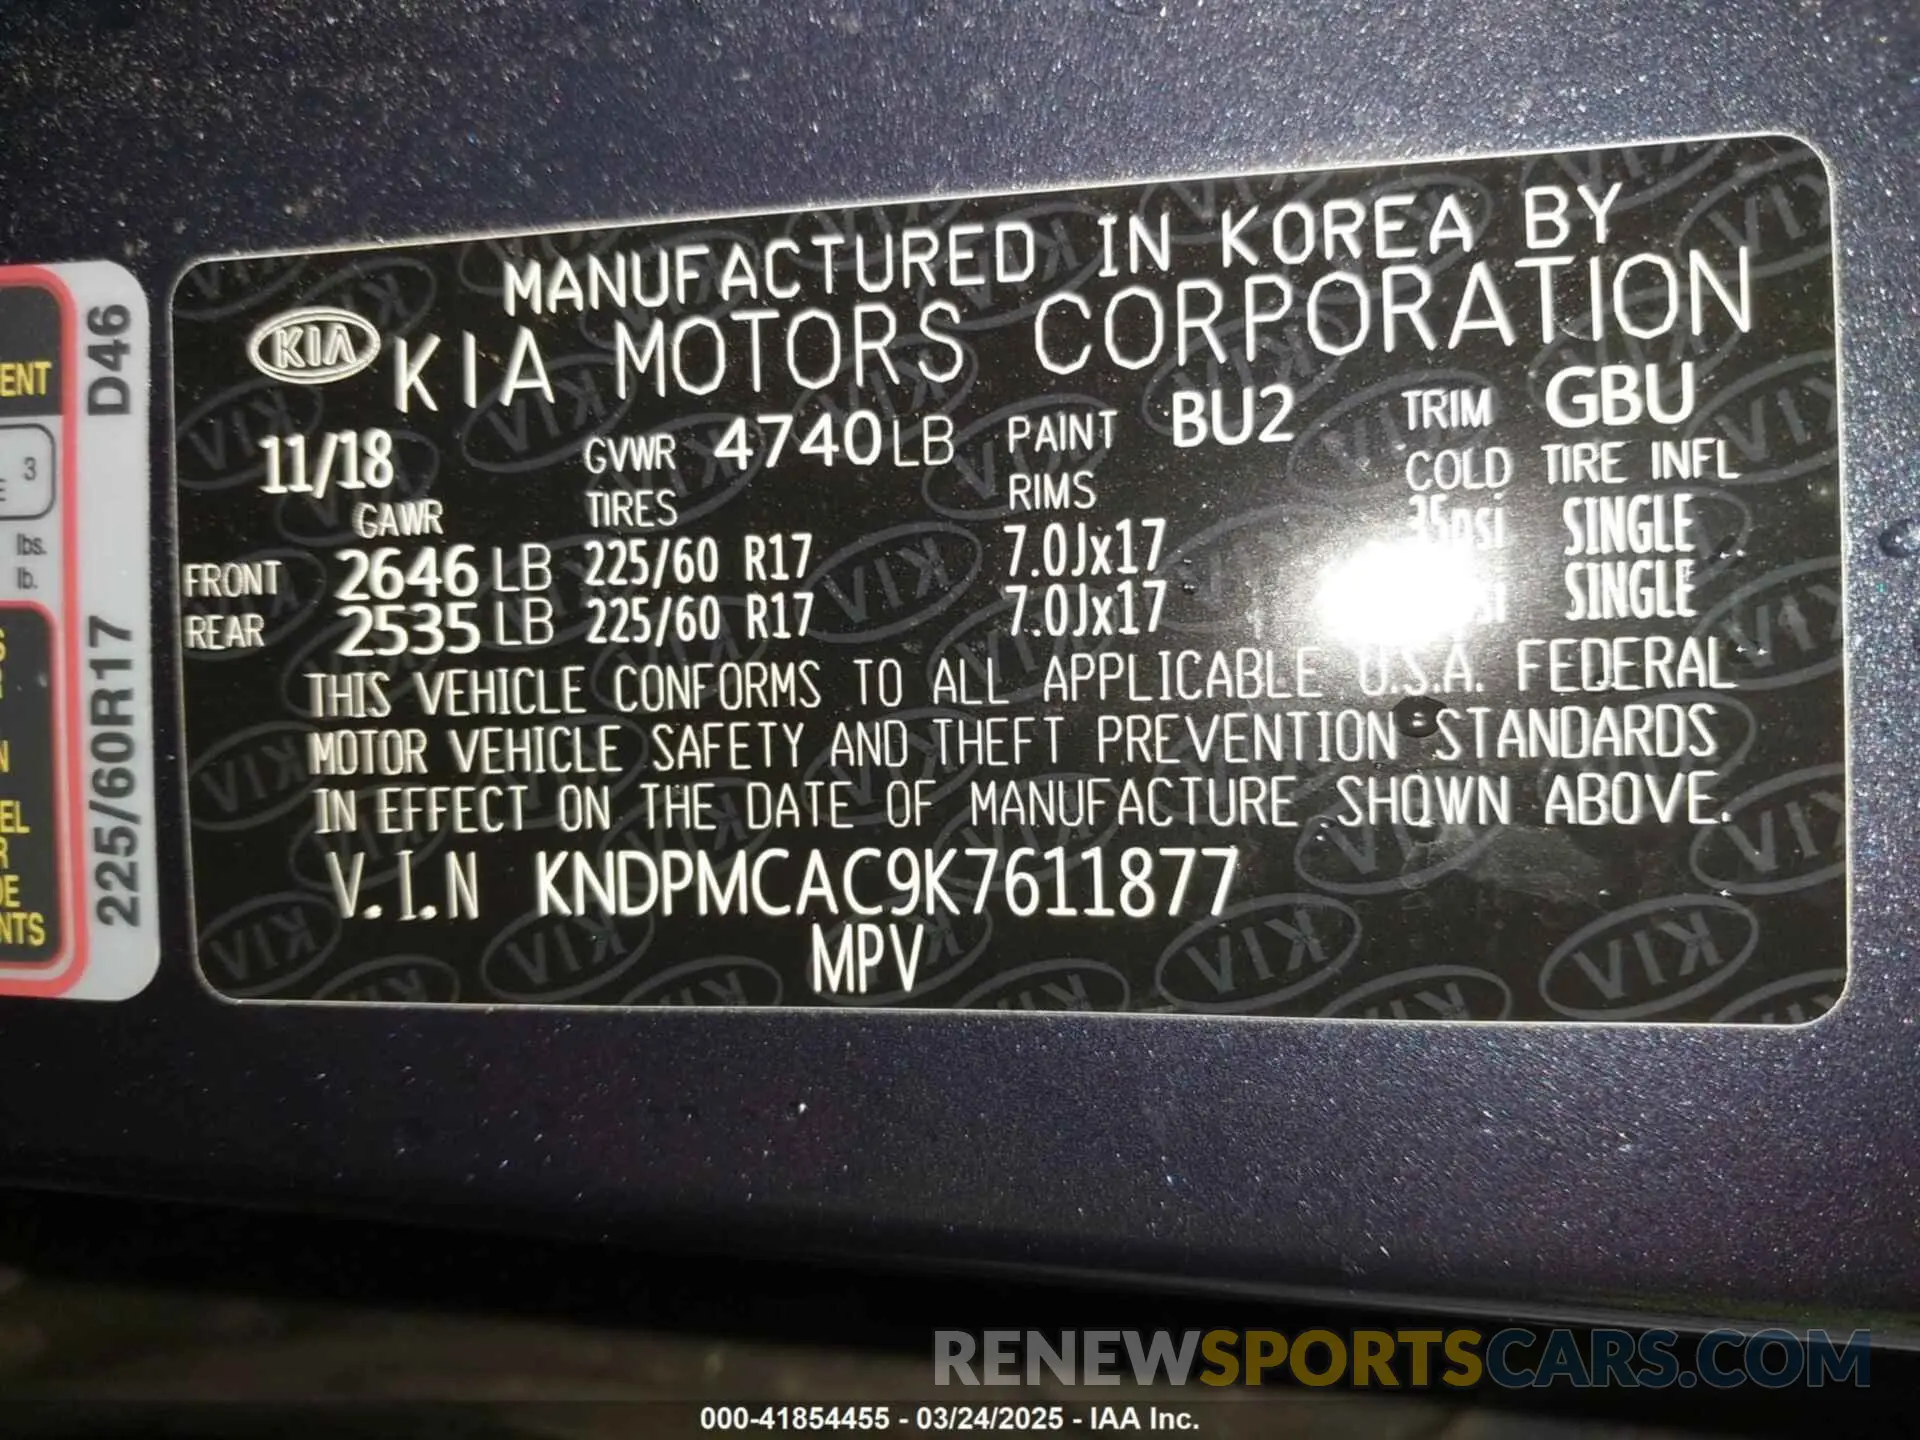 MANUFACTURED IN KOREA BY
KIA KIA MOTORS CORPORATION
11/18 GVWR 4740LB PAINT BU2 TRIM GBU
GAWR TIRES RIMS COLD TIRE INFL
FRONT 2646 LB 225/60 R17 7.0Jx17 35psi SINGLE
REAR 2535 LB 225/60 R17 7.0Jx17 SINGLE
THIS VEHICLE CONFORMS TO ALL APPLICABLE U.S.A. FEDERAL
MOTOR VEHICLE SAFETY AND THEFT PREVENTION STANDARDS
IN EFFECT ON THE DATE OF MANUFACTURE SHOWN ABOVE.
V.I.N KNDPMCAC9K7611877
MPV
225/60R17 D46
3
lbs.
lb.
RENEWSPORTSCARS.COM
000-41854455 - 03/24/2025 - IAA Inc.